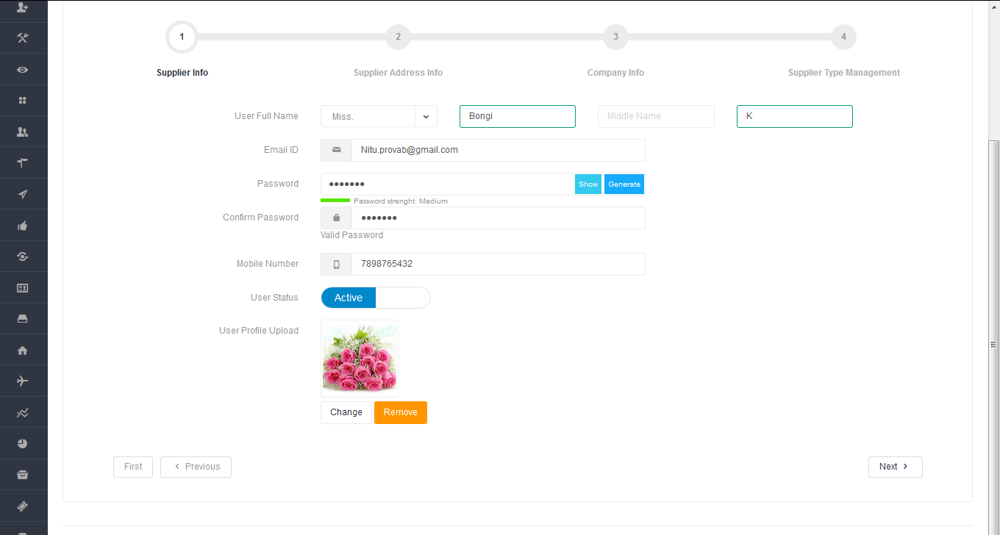 1 2 3 4
Supplier Info Supplier Address Info Company Info Supplier Type Management
User Full Name Miss. Bongi Middle Name K
Email ID Nitu.provab@gmail.com
Password ●●●●●●● Show Generate
Password strenght: Medium
Confirm Password ●●●●●●●
Valid Password
Mobile Number 7898765432
User Status Active
User Profile Upload
Change Remove
First Previous Next